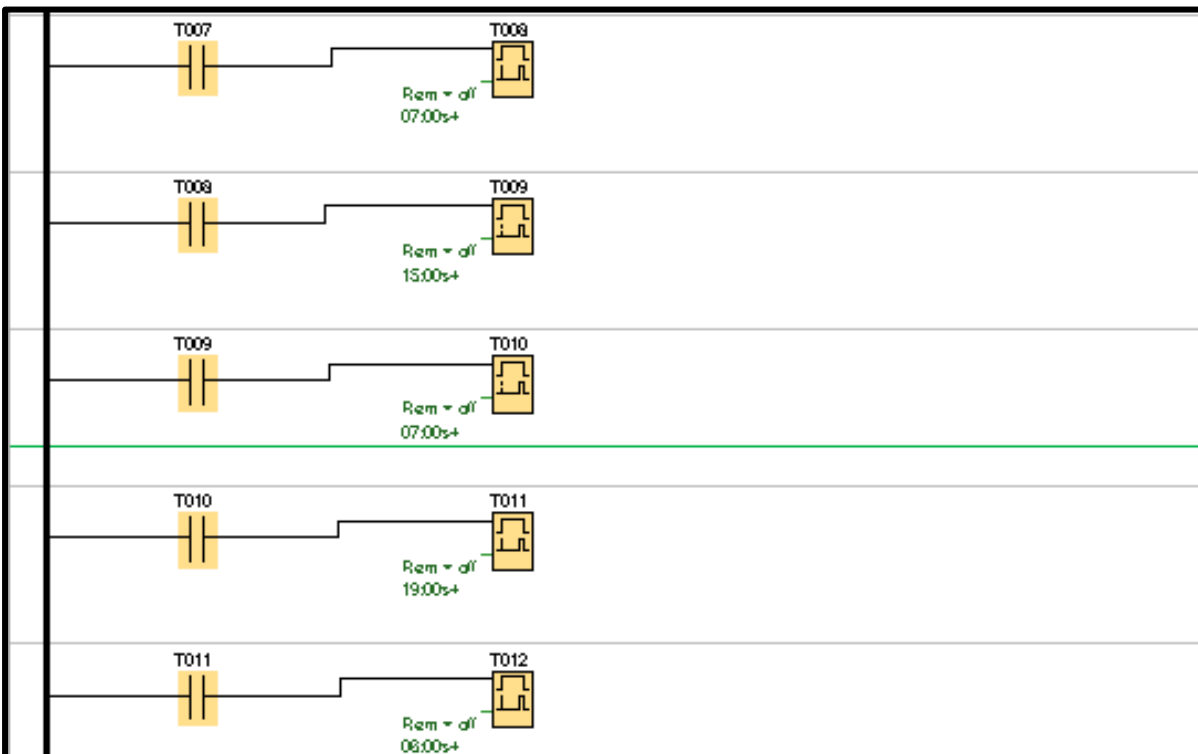 T007 T008
Rem = off
07:00s+
T008 T009
Rem = off
15:00s+
T009 T010
Rem = off
07:00s+
T010 T011
Rem = off
19:00s+
T011 T012
Rem = off
06:00s+